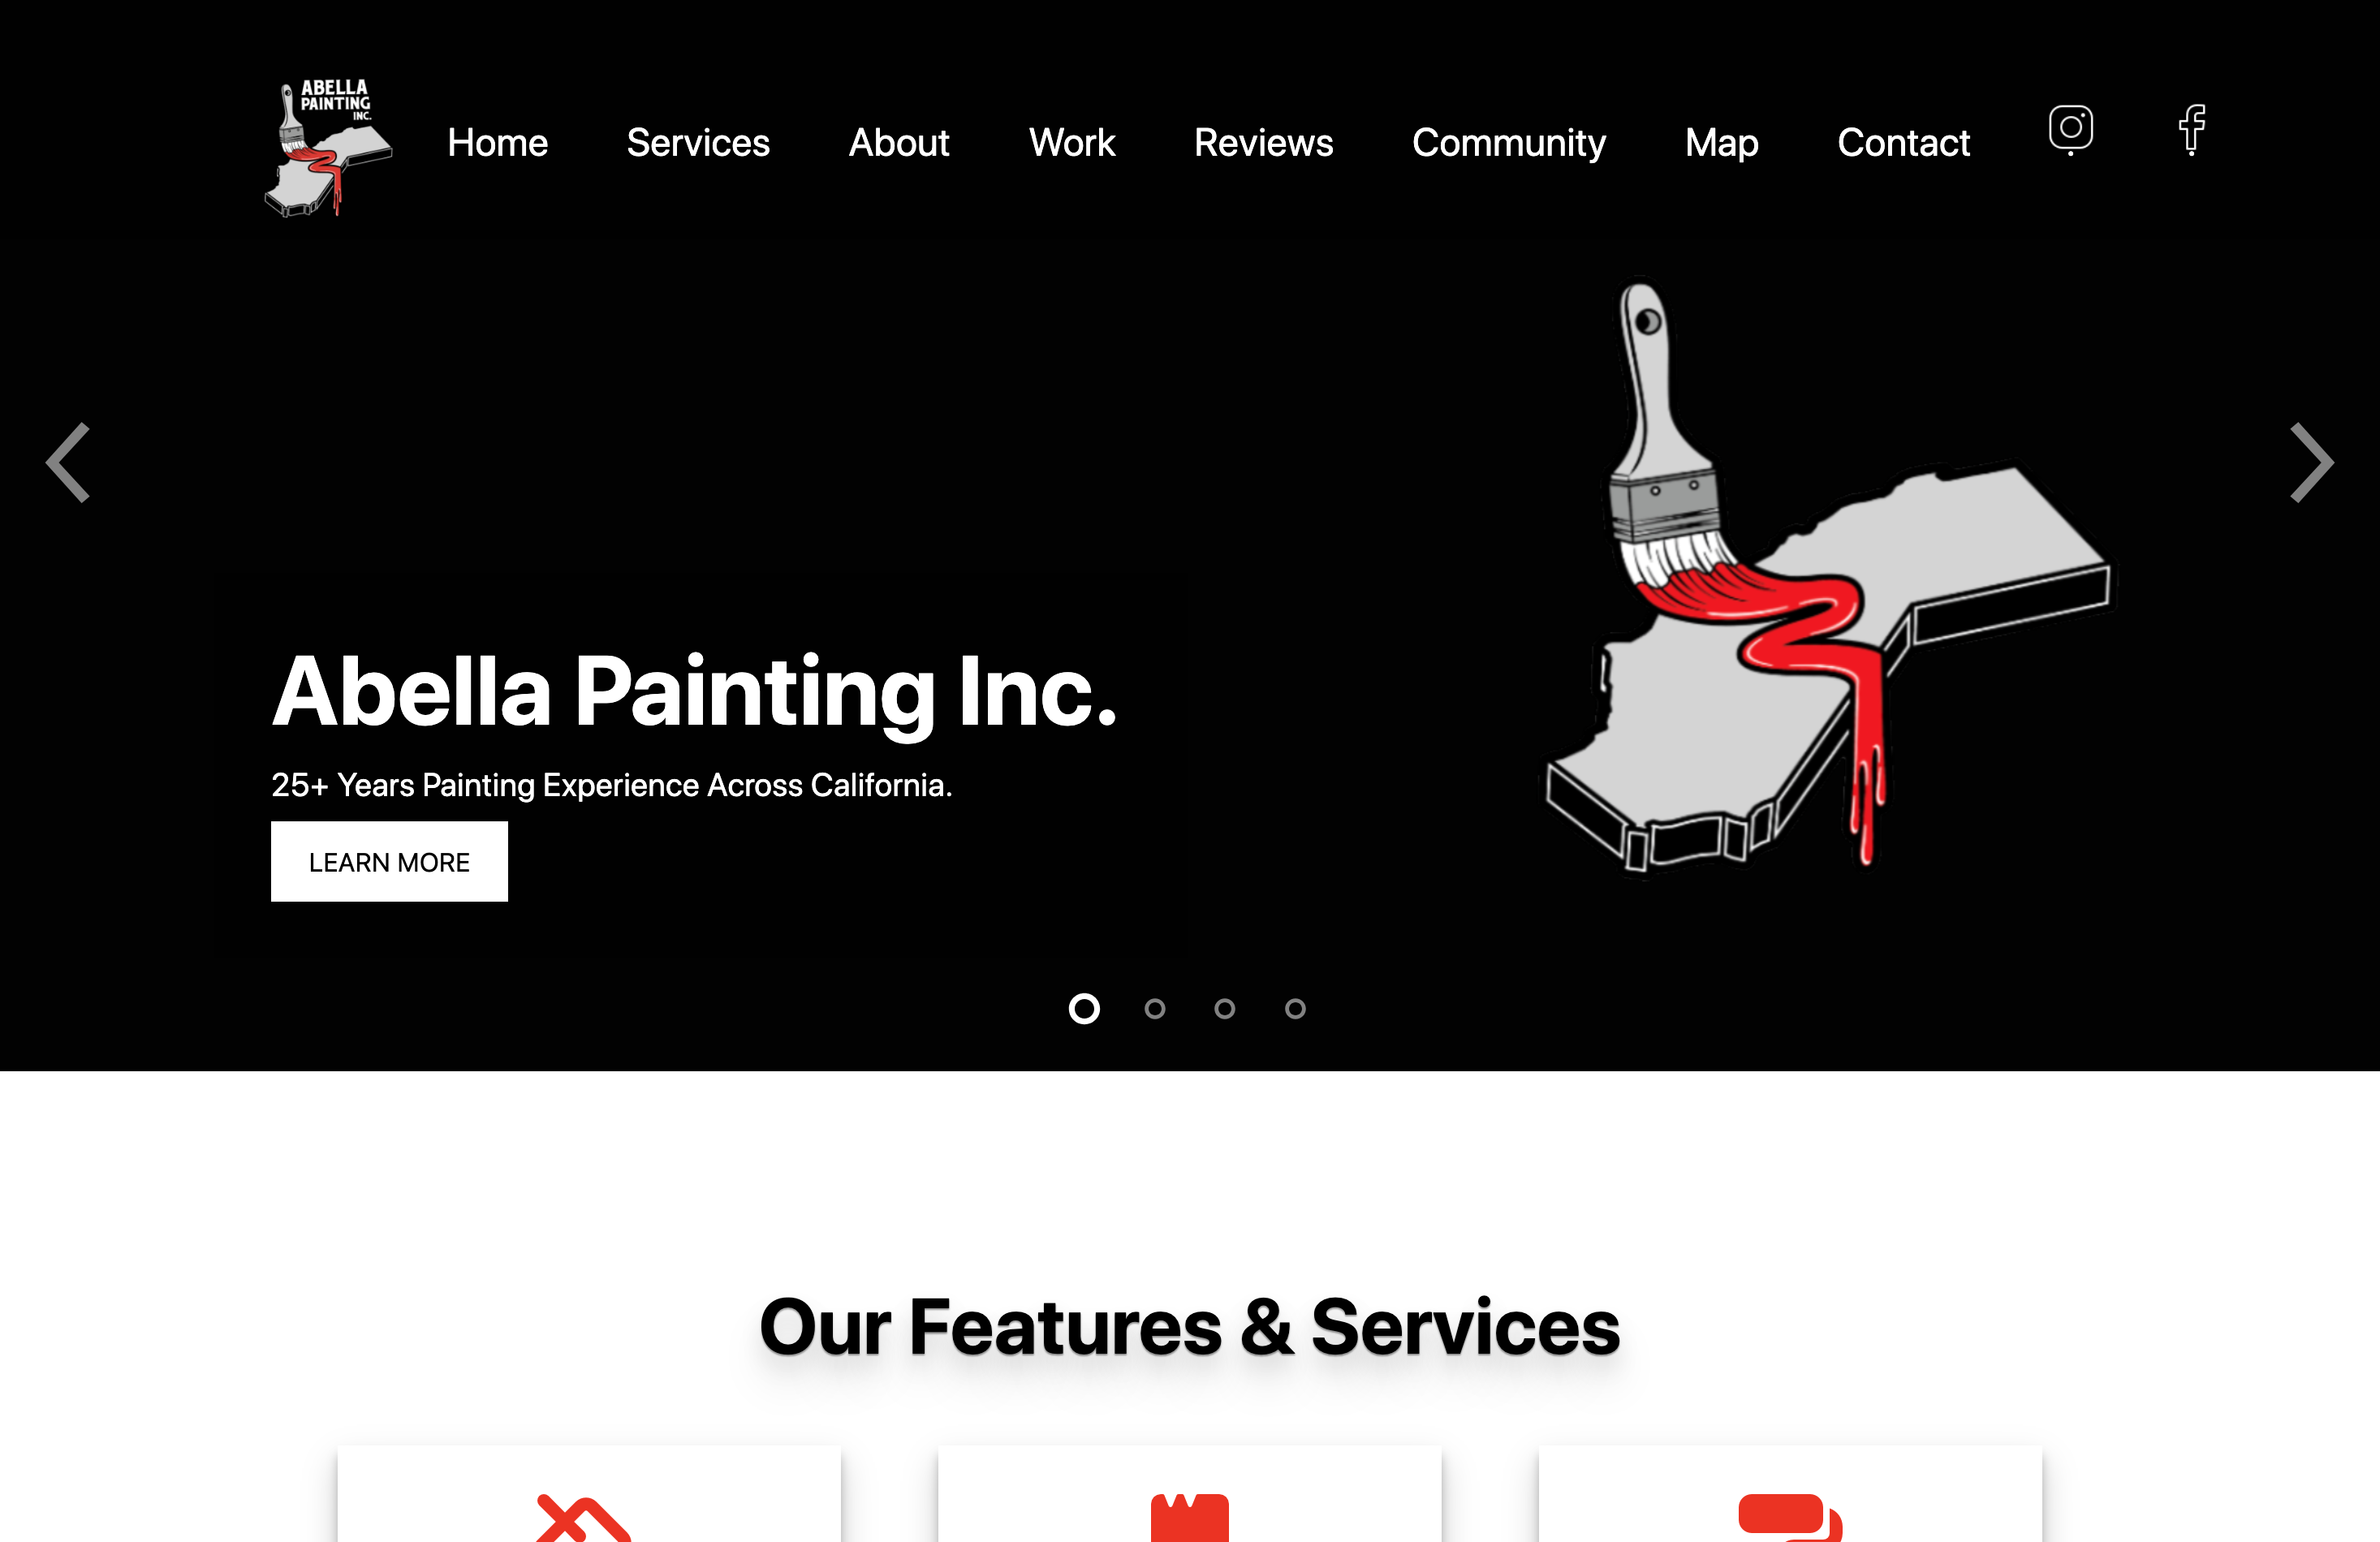 ABELLA
PAINTING
INC.
Home Services About Work Reviews Community Map Contact
Abella Painting Inc.
25+ Years Painting Experience Across California.
LEARN MORE
Our Features & Services